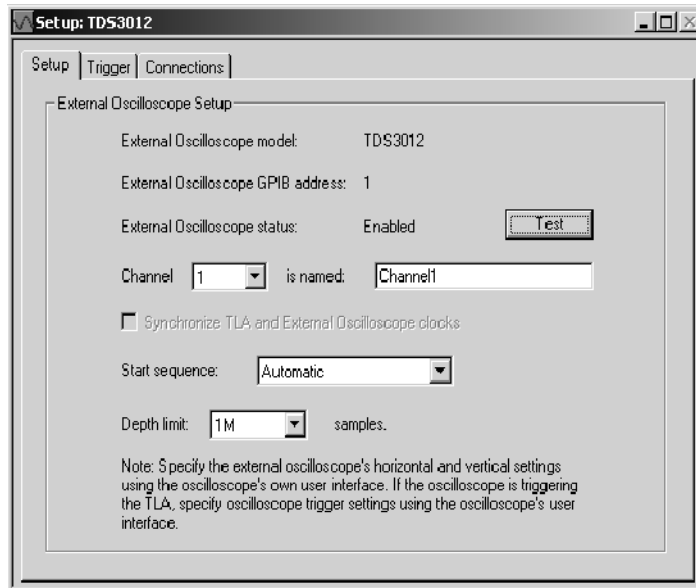 Setup: TDS3012
Setup Trigger Connections
External Oscilloscope Setup
External Oscilloscope model: TDS3012
External Oscilloscope GPIB address: 1
External Oscilloscope status: Enabled Test
Channel 1 is named: Channel1
Synchronize TLA and External Oscilloscope clocks
Start sequence: Automatic
Depth limit: 1M samples.
Note: Specify the external oscilloscope's horizontal and vertical settings
using the oscilloscope's own user interface. If the oscilloscope is triggering
the TLA, specify oscilloscope trigger settings using the oscilloscope's user
interface.